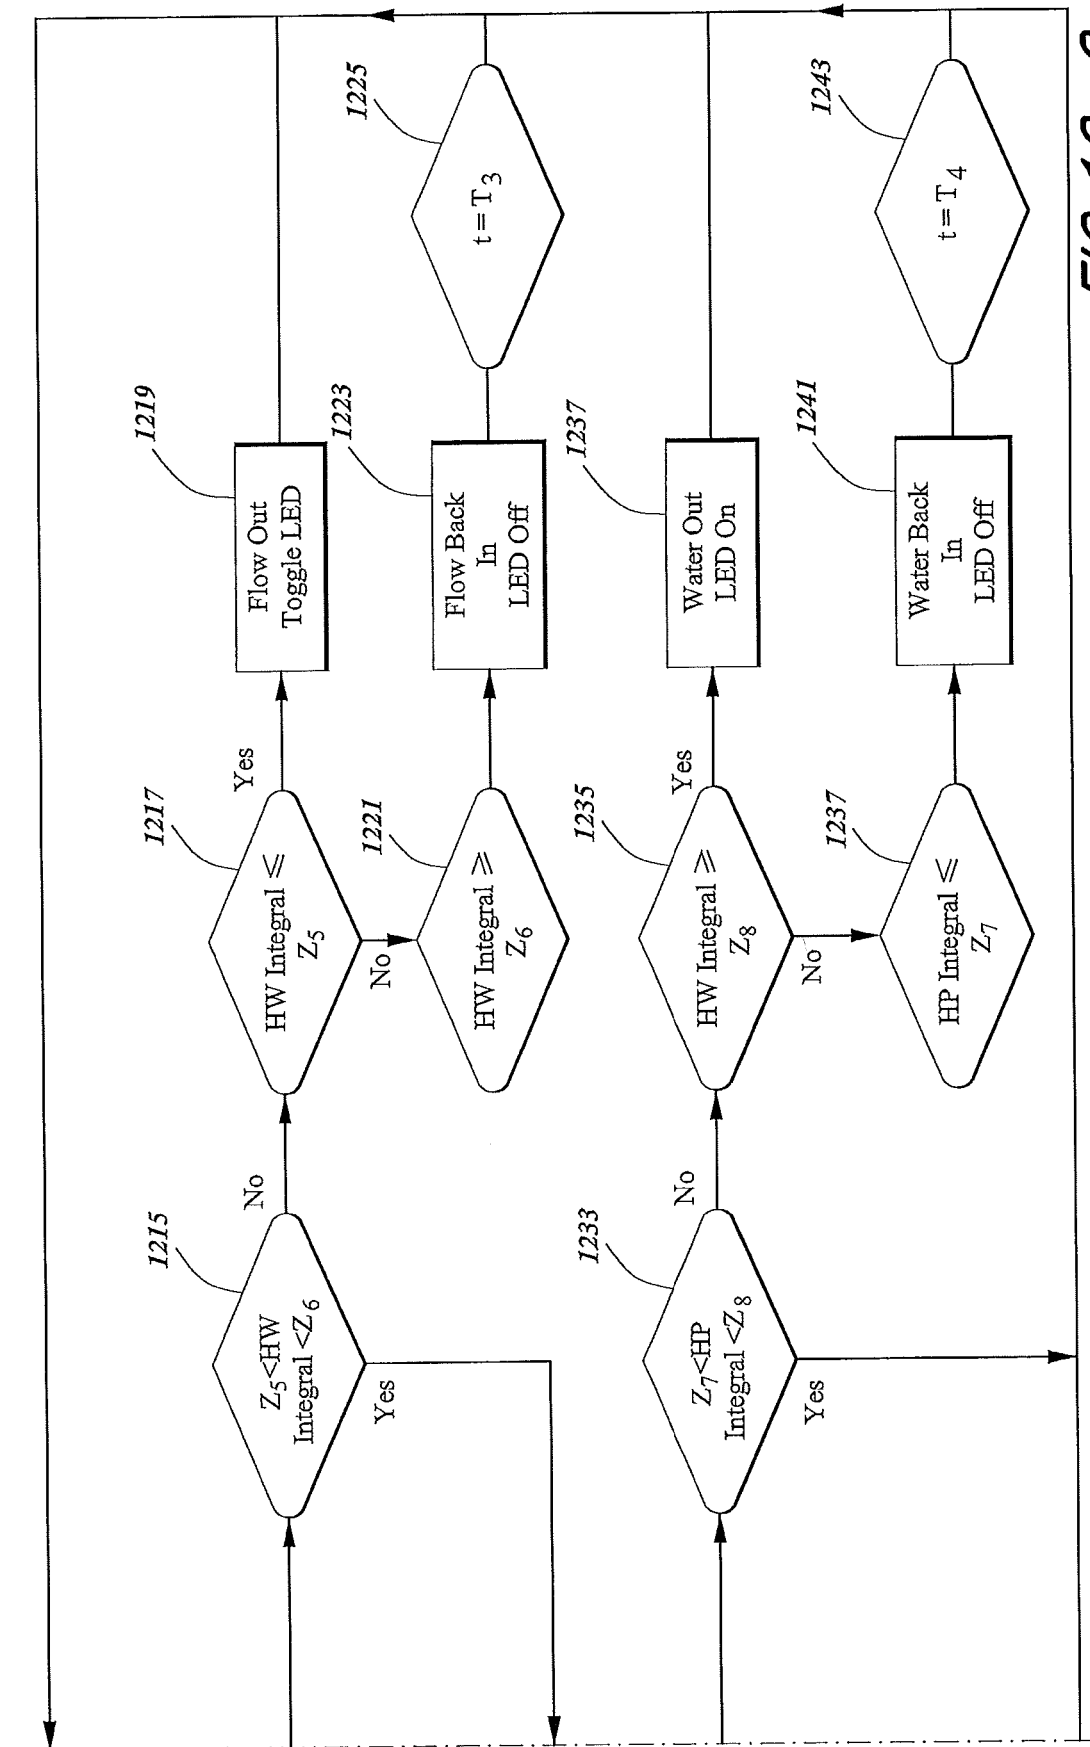 1215
Z5<HW
Integral <Z6
No
Yes
1217
HW Integral ≤
Z5
Yes
No
1219
Flow Out
Toggle LED
1221
HW Integral ≥
Z6
1223
Flow Back
In
LED Off
1225
t=T3
1233
Z7<HP
Integral <Z8
No
Yes
1235
HW Integral ≥
Z8
Yes
No
1237
Water Out
LED On
1237
HP Integral ≤
Z7
1241
Water Back
In
LED Off
1243
t=T4